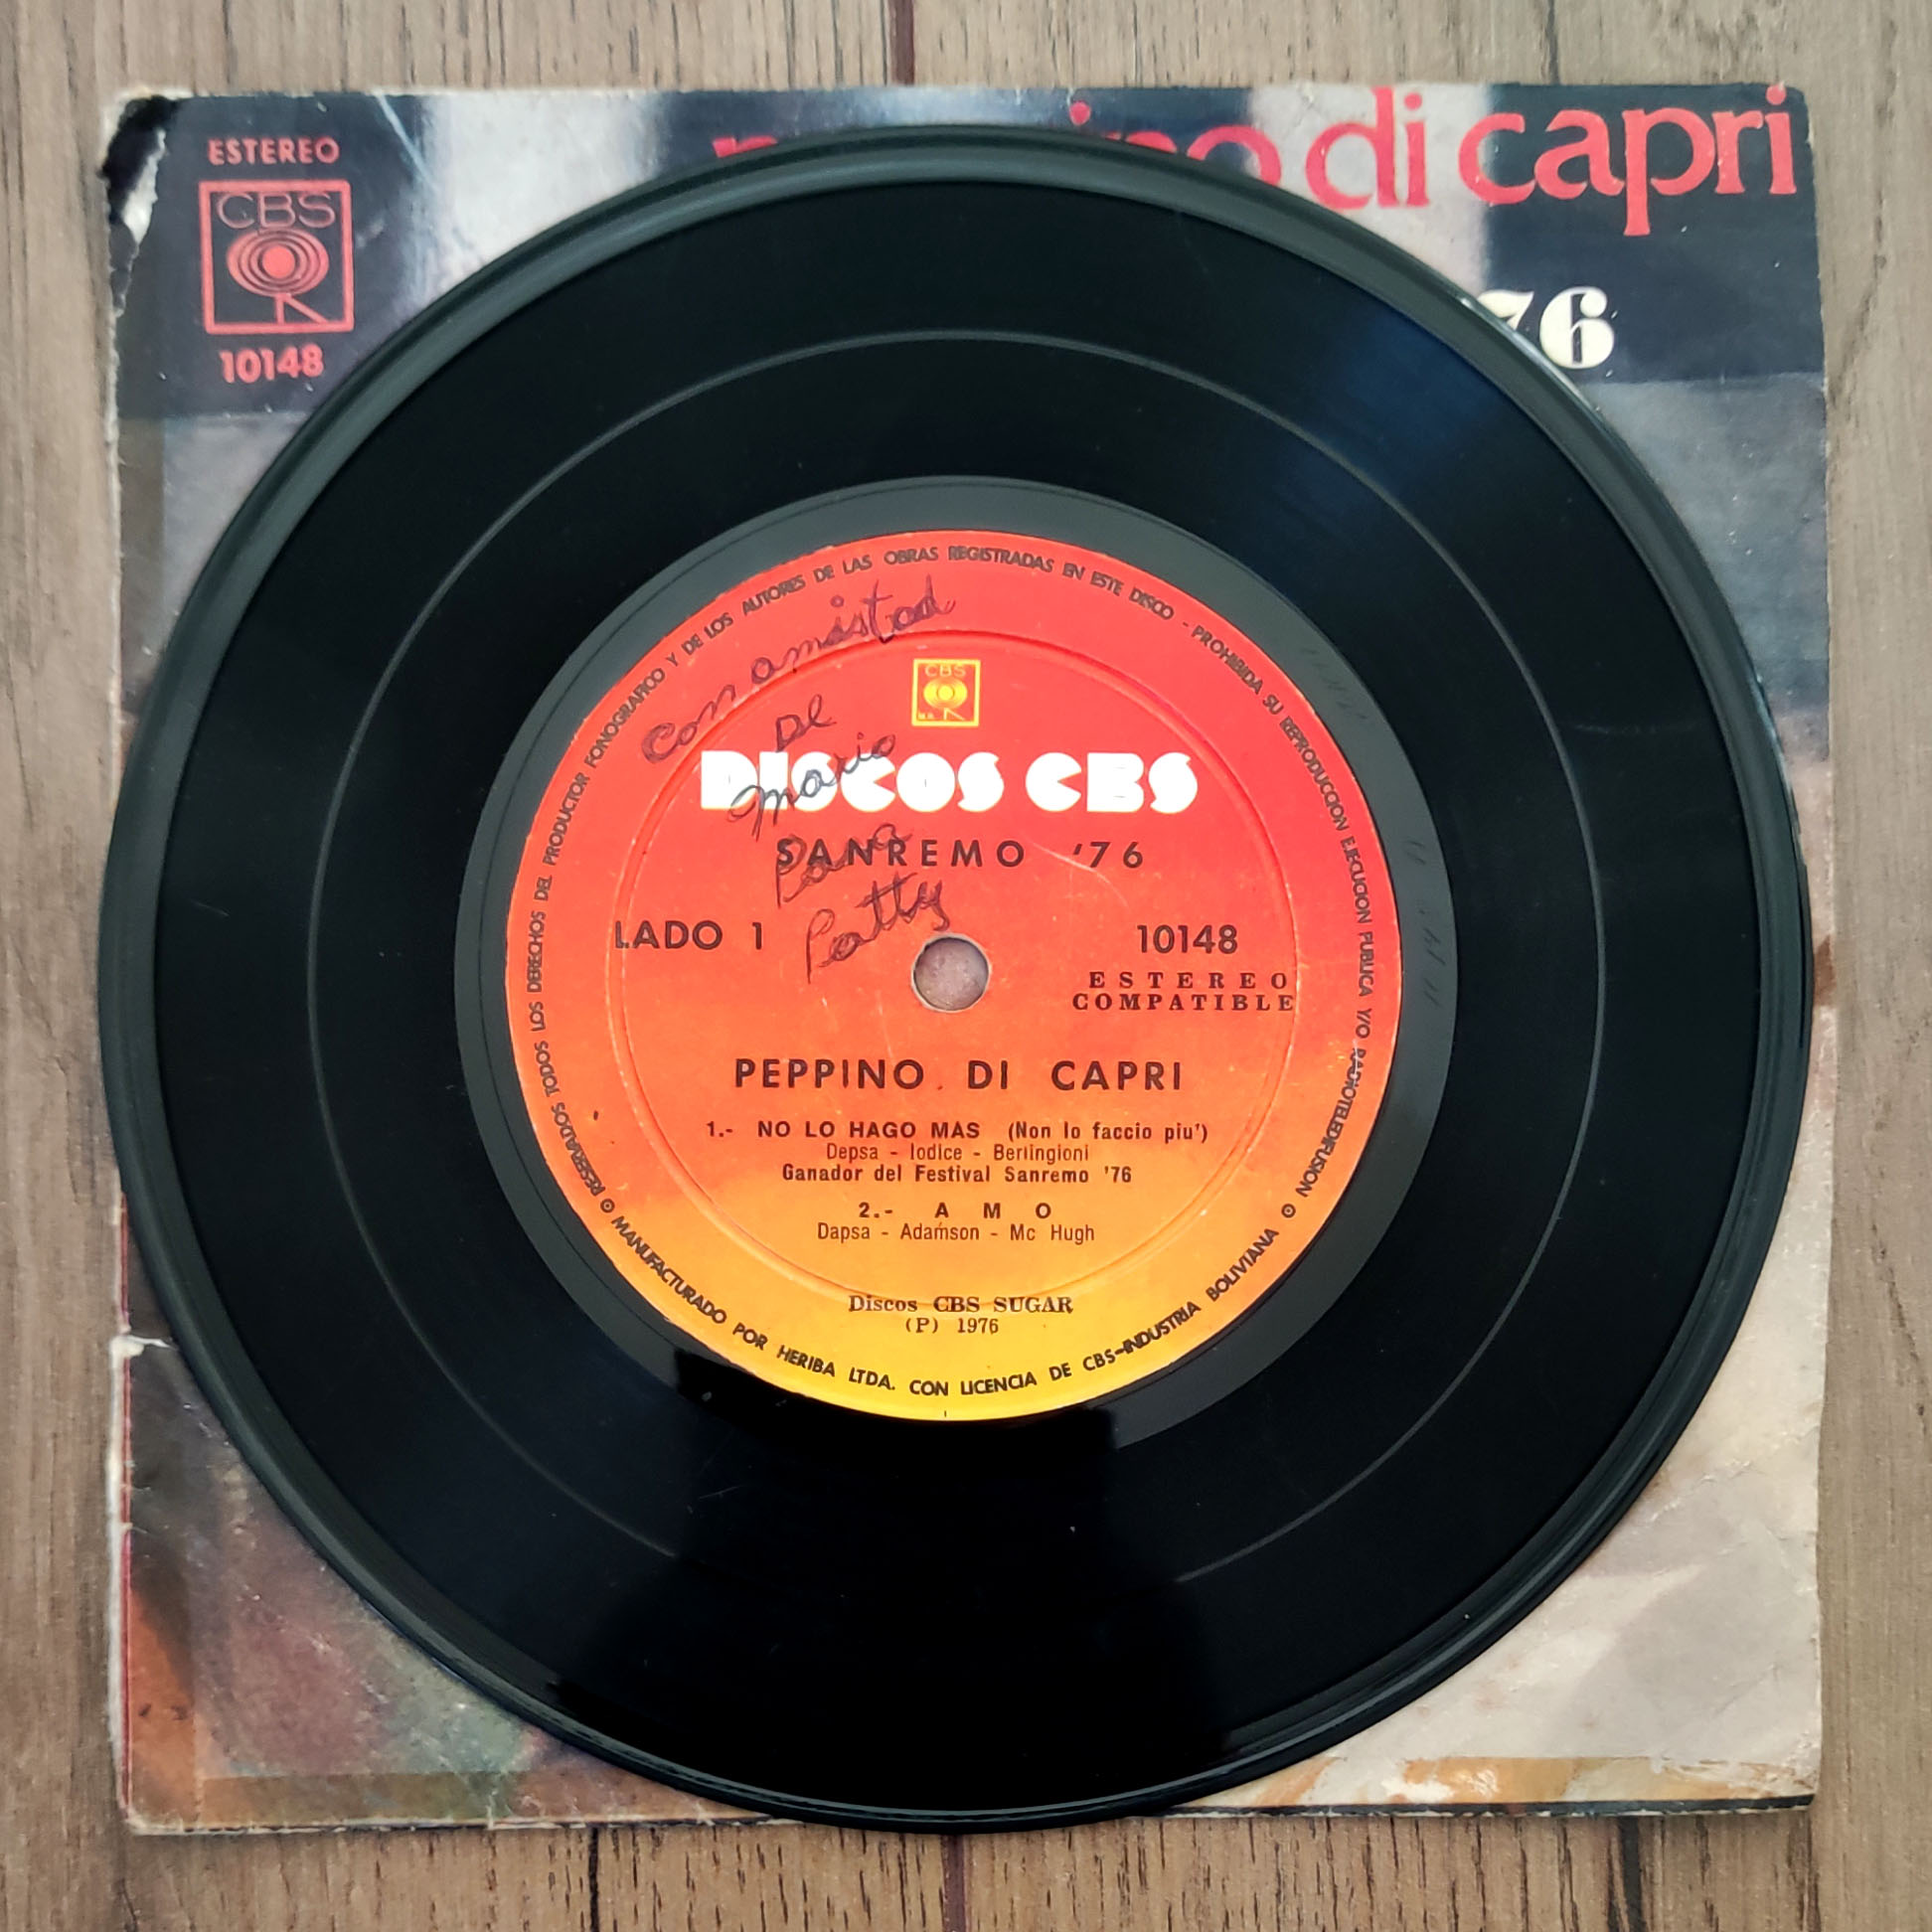 ESTEREO
CBS
10148
di capri
76
© RESERVADOS TODOS LOS DERECHOS DEL PRODUCTOR FONOGRAFICO Y DE LOS AUTORES DE LAS OBRAS REGISTRADAS EN ESTE DISCO - PROHIBIDA SU REPRODUCCION EJECUCION PUBLICA Y/O RADIOTELEDIFUSION ©
Con amistad
De
Mario
Para
Patty
CBS
M.R.
DISCOS CBS
SANREMO '76
LADO 1
10148
ESTEREO
COMPATIBLE
PEPPINO DI CAPRI
1.- NO LO HAGO MAS (Non lo faccio piu')
Depsa - Iodice - Berlingioni
Ganador del Festival Sanremo '76
2.- A M O
Dapsa - Adamson - Mc Hugh
Discos CBS SUGAR
(P) 1976
MANUFACTURADO POR HERIBA LTDA. CON LICENCIA DE CBS-INDUSTRIA BOLIVIANA